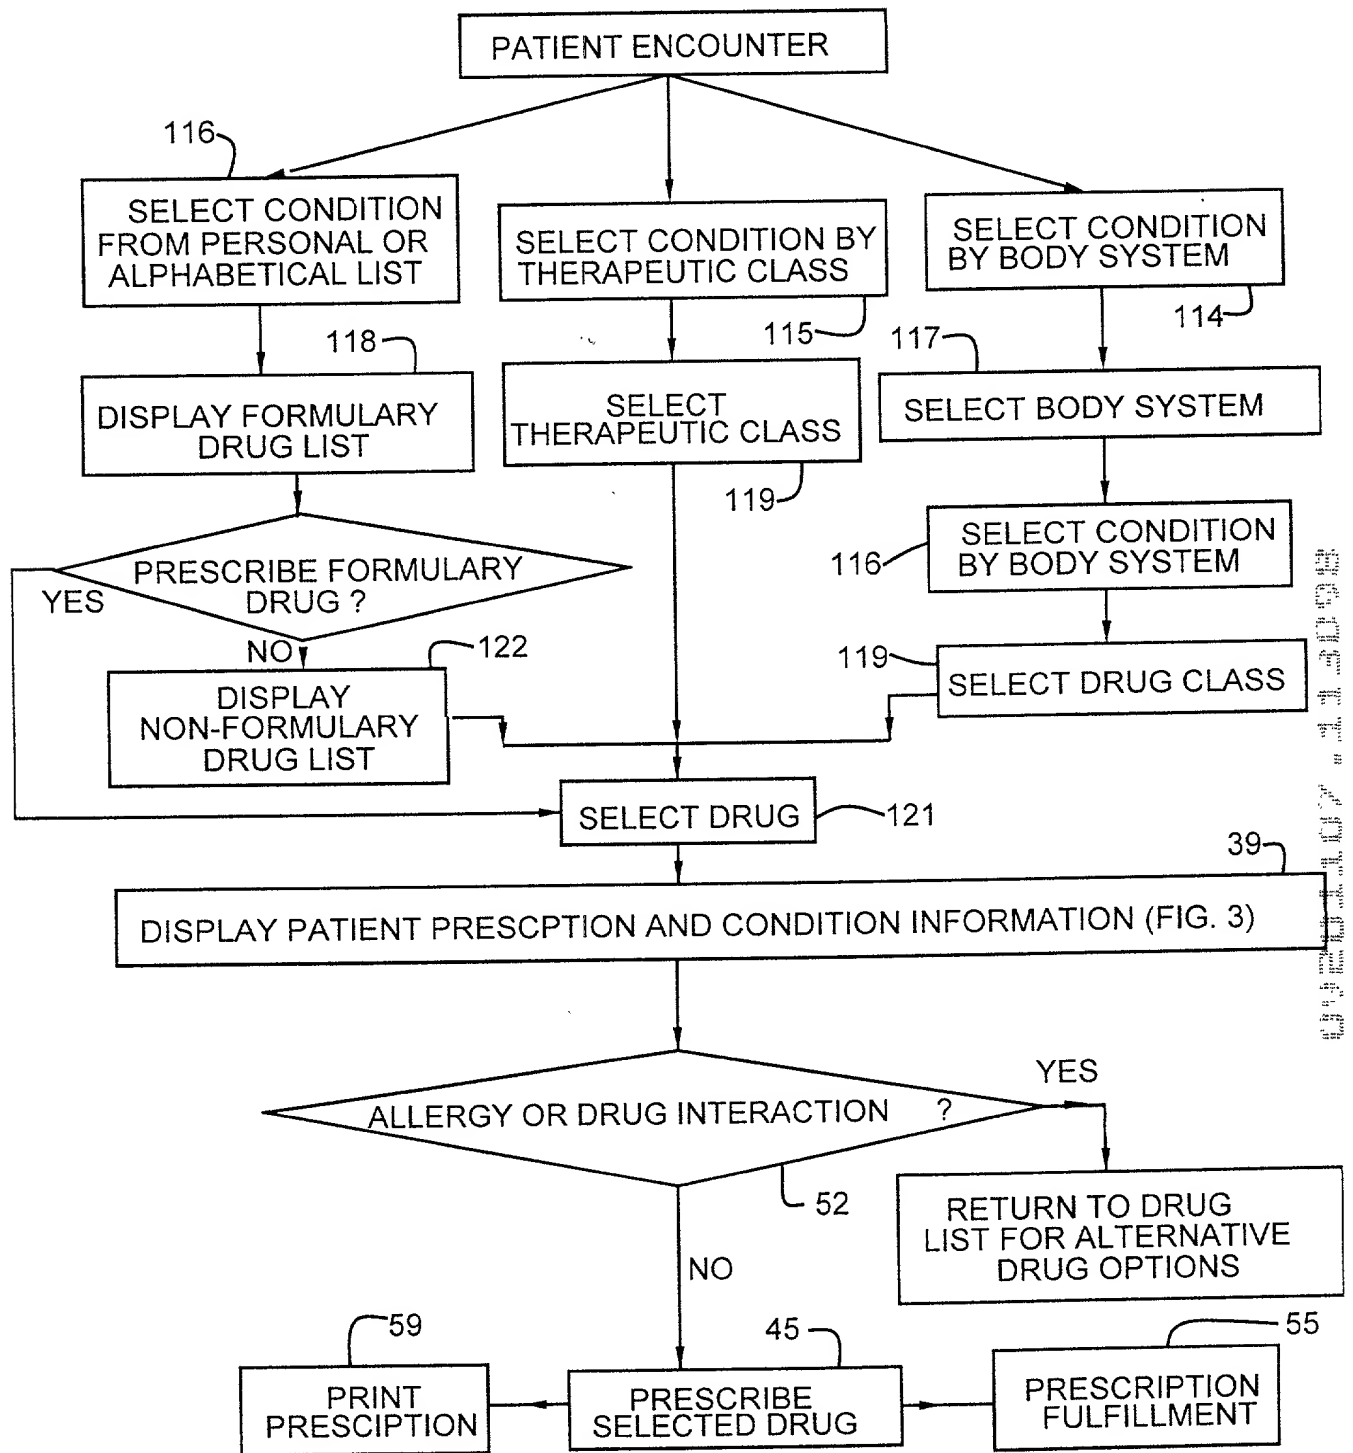 PATIENT ENCOUNTER
116
SELECT CONDITION
FROM PERSONAL OR
ALPHABETICAL LIST
SELECT CONDITION BY
THERAPEUTIC CLASS
115
SELECT CONDITION
BY BODY SYSTEM
114
118
DISPLAY FORMULARY
DRUG LIST
SELECT
THERAPEUTIC CLASS
119
117
SELECT BODY SYSTEM
PRESCRIBE FORMULARY
DRUG ?
YES
NO
116
SELECT CONDITION
BY BODY SYSTEM
122
DISPLAY
NON-FORMULARY
DRUG LIST
119
SELECT DRUG CLASS
SELECT DRUG
121
39
DISPLAY PATIENT PRESCPTION AND CONDITION INFORMATION (FIG. 3)
ALLERGY OR DRUG INTERACTION ?
YES
52
NO
RETURN TO DRUG
LIST FOR ALTERNATIVE
DRUG OPTIONS
59
PRINT
PRESCIPTION
45
PRESCRIBE
SELECTED DRUG
55
PRESCRIPTION
FULFILLMENT